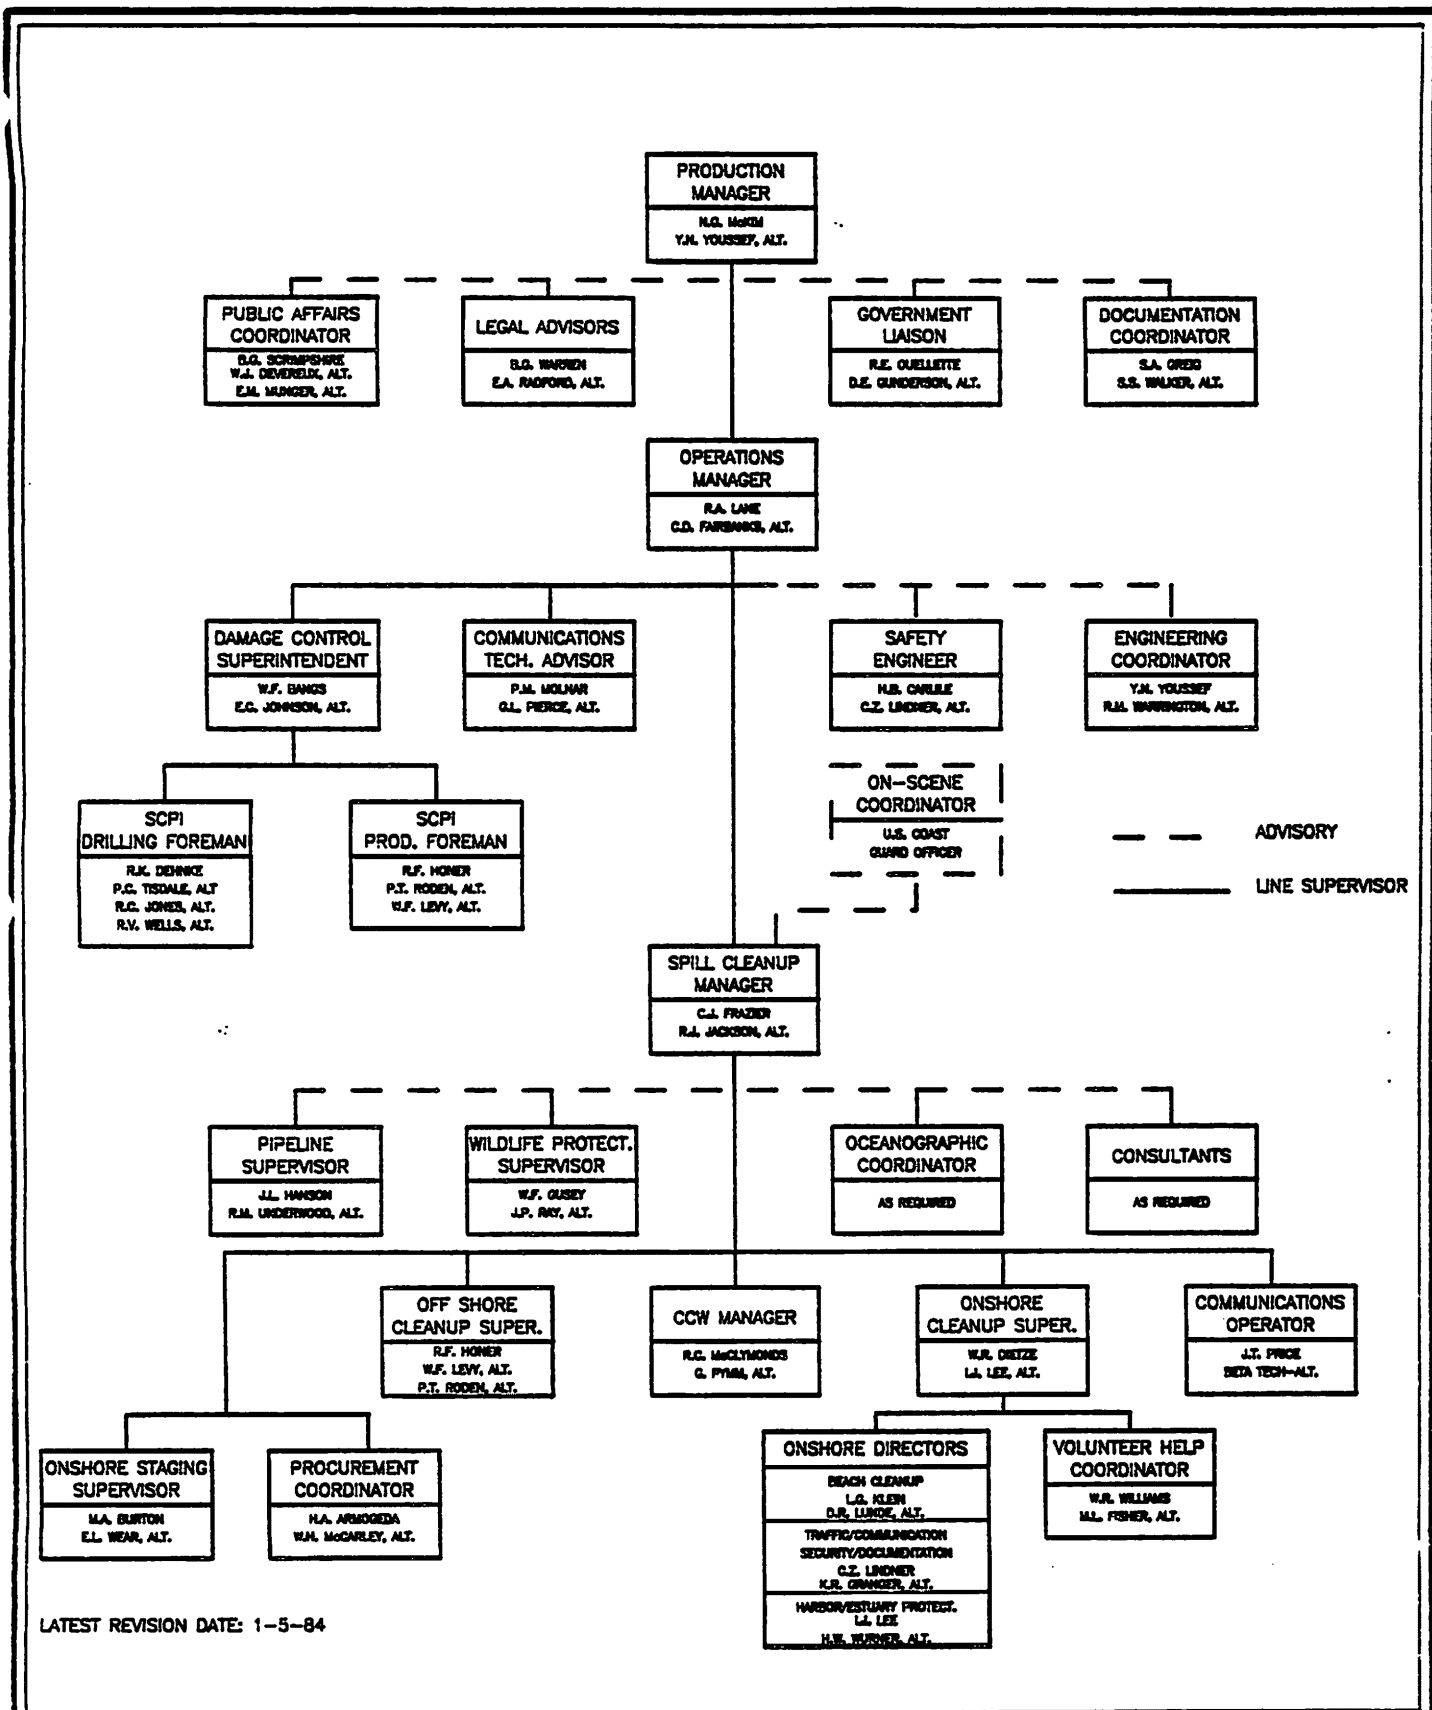 PRODUCTION
MANAGER
N.G. McKIM
Y.N. YOUSSEF, ALT.
PUBLIC AFFAIRS
COORDINATOR
B.G. SCRIMPSHIRE
W.J. DEVEREUX, ALT.
E.M. MUNGER, ALT.
LEGAL ADVISORS
B.G. WARREN
E.A. RADFORD, ALT.
GOVERNMENT
LIAISON
R.E. OUELLETTE
D.E. GUNDERSON, ALT.
DOCUMENTATION
COORDINATOR
S.A. GREIG
S.S. WALKER, ALT.
OPERATIONS
MANAGER
R.A. LANE
C.D. FAIRBANKS, ALT.
DAMAGE CONTROL
SUPERINTENDENT
W.F. BANGS
E.C. JOHNSON, ALT.
COMMUNICATIONS
TECH. ADVISOR
P.M. MOLNAR
G.L. PIERCE, ALT.
SAFETY
ENGINEER
H.B. CARLILE
C.Z. LINDNER, ALT.
ENGINEERING
COORDINATOR
Y.N. YOUSSEF
R.M. WARRINGTON, ALT.
SCPI
DRILLING FOREMAN
R.K. DEHNKE
P.C. TISDALE, ALT
R.C. JONES, ALT.
R.V. WELLS, ALT.
SCPI
PROD. FOREMAN
R.F. HONER
P.T. RODEN, ALT.
W.F. LEVY, ALT.
ON-SCENE
COORDINATOR
U.S. COAST
GUARD OFFICER
ADVISORY
LINE SUPERVISOR
SPILL CLEANUP
MANAGER
C.J. FRAZIER
R.J. JACKSON, ALT.
PIPELINE
SUPERVISOR
J.L. HANSON
R.M. UNDERWOOD, ALT.
WILDLIFE PROTECT.
SUPERVISOR
W.F. GUSEY
J.P. RAY, ALT.
OCEANOGRAPHIC
COORDINATOR
AS REQUIRED
CONSULTANTS
AS REQUIRED
OFF SHORE
CLEANUP SUPER.
R.F. HONER
W.F. LEVY, ALT.
P.T. RODEN, ALT.
CCW MANAGER
R.C. McCLYMONDS
G. PYMM, ALT.
ONSHORE
CLEANUP SUPER.
W.R. DIETZE
L.J. LEE, ALT.
COMMUNICATIONS
OPERATOR
J.T. PRICE
BETA TECH-ALT.
ONSHORE STAGING
SUPERVISOR
M.A. BURTON
E.L. WEAR, ALT.
PROCUREMENT
COORDINATOR
H.A. ARMOGEDA
W.H. McCARLEY, ALT.
ONSHORE DIRECTORS
BEACH CLEANUP
L.G. KLEIN
D.R. LUNDE, ALT.
TRAFFIC/COMMUNICATION
SECURITY/DOCUMENTATION
C.Z. LINDNER
K.R. GRANGER, ALT.
HARBOR/ESTUARY PROTECT.
L.J. LEE
H.W. WURNER, ALT.
VOLUNTEER HELP
COORDINATOR
W.R. WILLIAMS
M.L. FISHER, ALT.
LATEST REVISION DATE: 1-5-84